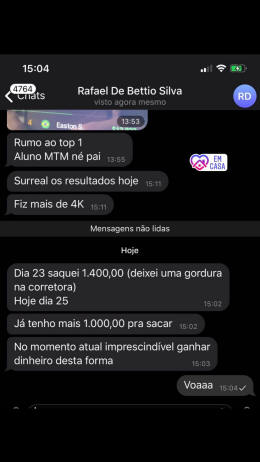 15:04
4764
Chats
Rafael De Bettio Silva
visto agora mesmo
RD
Easton S
13:53
Rumo ao top 1
Aluno MTM né pai 13:55
EM
CASA
Surreal os resultados hoje 15:11
Fiz mais de 4K 15:11
Mensagens não lidas
Hoje
Dia 23 saquei 1.400,00 (deixei uma gordura
na corretora)
Hoje dia 25 15:02
Já tenho mais 1.000,00 pra sacar 15:02
No momento atual imprescindível ganhar
dinheiro desta forma 15:03
Voaaa 15:04